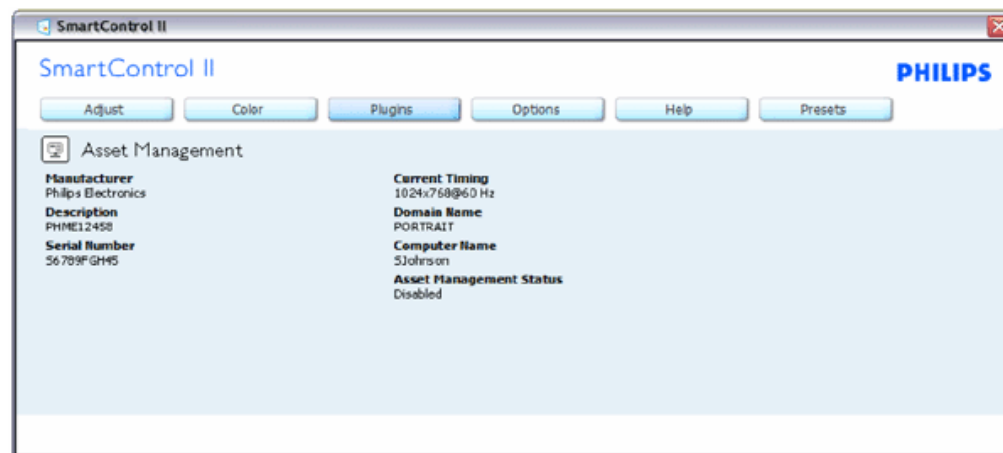 SmartControl II
SmartControl II
PHILIPS
Adjust Color Plugins Options Help Presets
Asset Management
Manufacturer
Philips Electronics
Description
PHME12458
Serial Number
56789FGH45
Current Timing
1024x768@60 Hz
Domain Name
PORTRAIT
Computer Name
SJohnson
Asset Management Status
Disabled